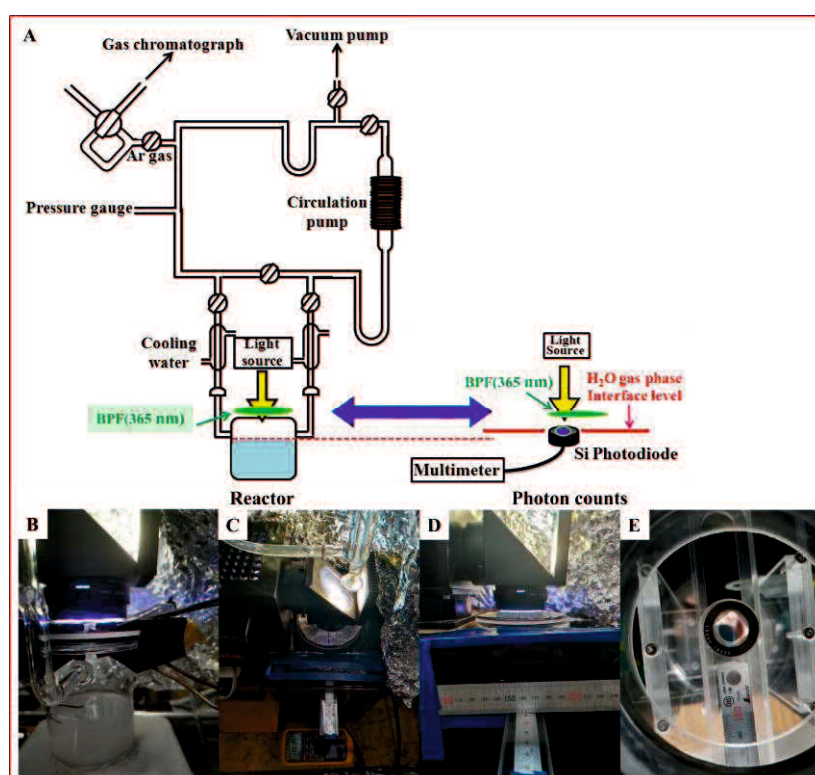 A
Gas chromatograph
Vacuum pump
Ar gas
Pressure gauge
Circulation
pump
Cooling
water
Light
source
BPF(365 nm)
Light
Source
BPF(365 nm)
H₂O gas phase
Interface level
Si Photodiode
Multimeter
Reactor
Photon counts
B
C
D
E
150